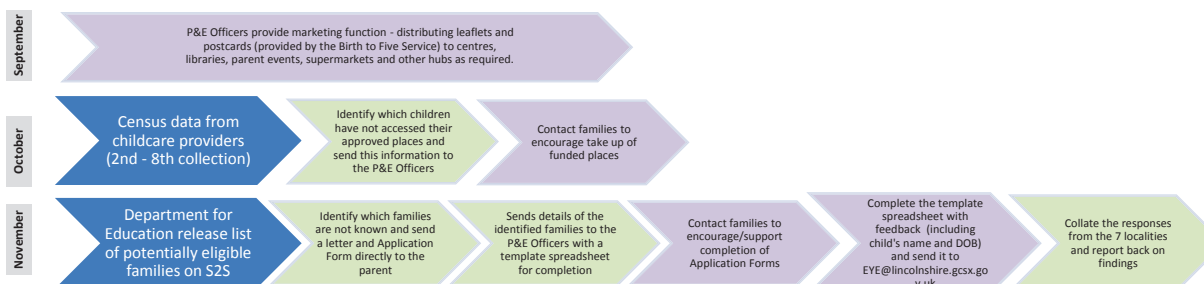 September
P&E Officers provide marketing function - distributing leaflets and
postcards (provided by the Birth to Five Service) to centres,
libraries, parent events, supermarkets and other hubs as required.
October
Census data from
childcare providers
(2nd - 8th collection)
Identify which children
have not accessed their
approved places and
send this information to
the P&E Officers
Contact families to
encourage take up of
funded places
November
Department for
Education release list
of potentially eligible
families on S2S
Identify which families
are not known and send
a letter and Application
Form directly to the
parent
Sends details of the
identified families to the
P&E Officers with a
template spreadsheet
for completion
Contact families to
encourage/support
completion of
Application Forms
Complete the template
spreadsheet with
feedback (including
child's name and DOB)
and send it to
EYE@lincolnshire.gcsx.go
v.uk
Collate the responses
from the 7 localities
and report back on
findings